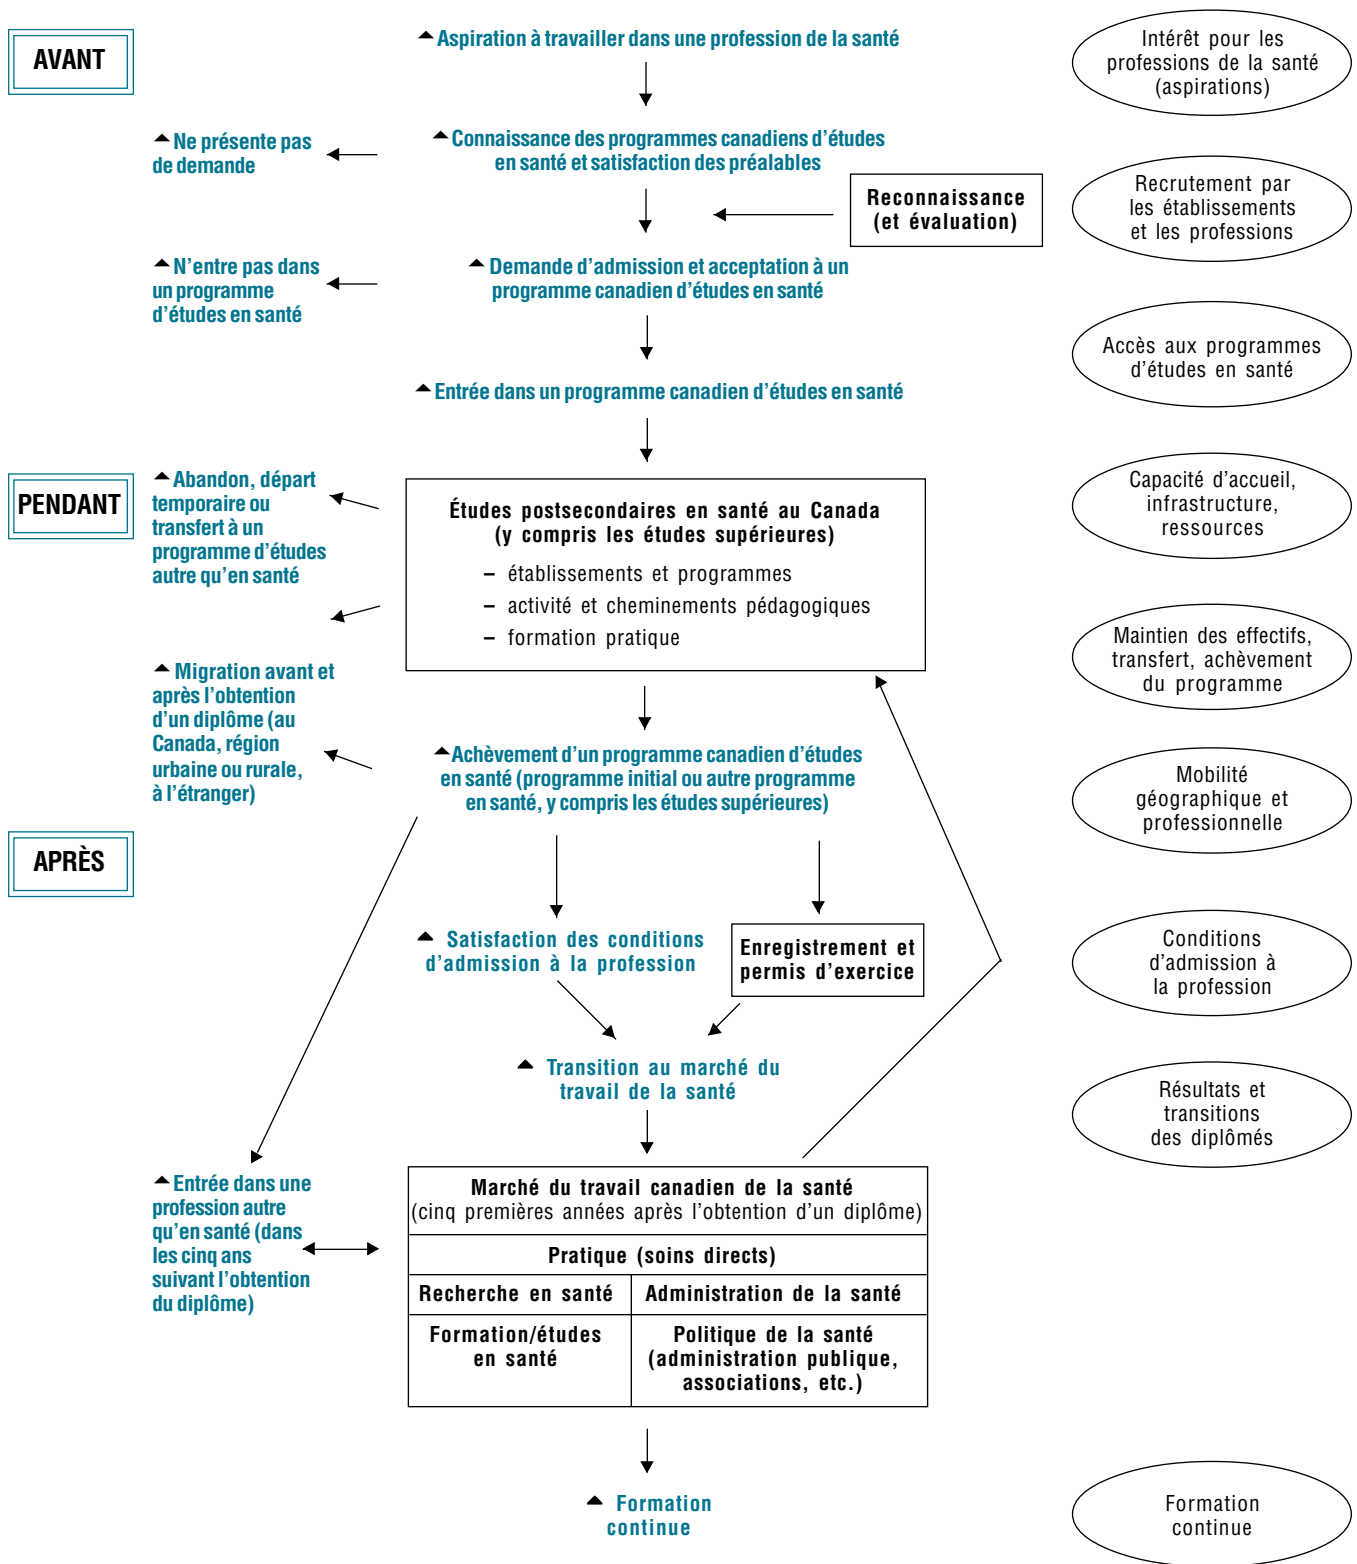 AVANT
Aspiration à travailler dans une profession de la santé
Intérêt pour les
professions de la santé
(aspirations)
Ne présente pas
de demande
Connaissance des programmes canadiens d'études
en santé et satisfaction des préalables
Reconnaissance
(et évaluation)
Recrutement par
les établissements
et les professions
N'entre pas dans
un programme
d'études en santé
Demande d'admission et acceptation à un
programme canadien d'études en santé
Accès aux programmes
d'études en santé
Entrée dans un programme canadien d'études en santé
PENDANT
Abandon, départ
temporaire ou
transfert à un
programme d'études
autre qu'en santé
Études postsecondaires en santé au Canada
(y compris les études supérieures)
– établissements et programmes
– activité et cheminements pédagogiques
– formation pratique
Capacité d'accueil,
infrastructure,
ressources
Maintien des effectifs,
transfert, achèvement
du programme
Migration avant et
après l'obtention
d'un diplôme (au
Canada, région
urbaine ou rurale,
à l'étranger)
Achèvement d'un programme canadien d'études
en santé (programme initial ou autre programme
en santé, y compris les études supérieures)
Mobilité
géographique et
professionnelle
APRÈS
Satisfaction des conditions
d'admission à la profession
Enregistrement et
permis d'exercice
Conditions
d'admission à
la profession
Transition au marché du
travail de la santé
Résultats et
transitions
des diplômés
Entrée dans une
profession autre
qu'en santé (dans
les cinq ans
suivant l'obtention
du diplôme)
Marché du travail canadien de la santé
(cinq premières années après l'obtention d'un diplôme)
Pratique (soins directs)
Recherche en santé
Administration de la santé
Formation/études
en santé
Politique de la santé
(administration publique,
associations, etc.)
Formation
continue
Formation
continue